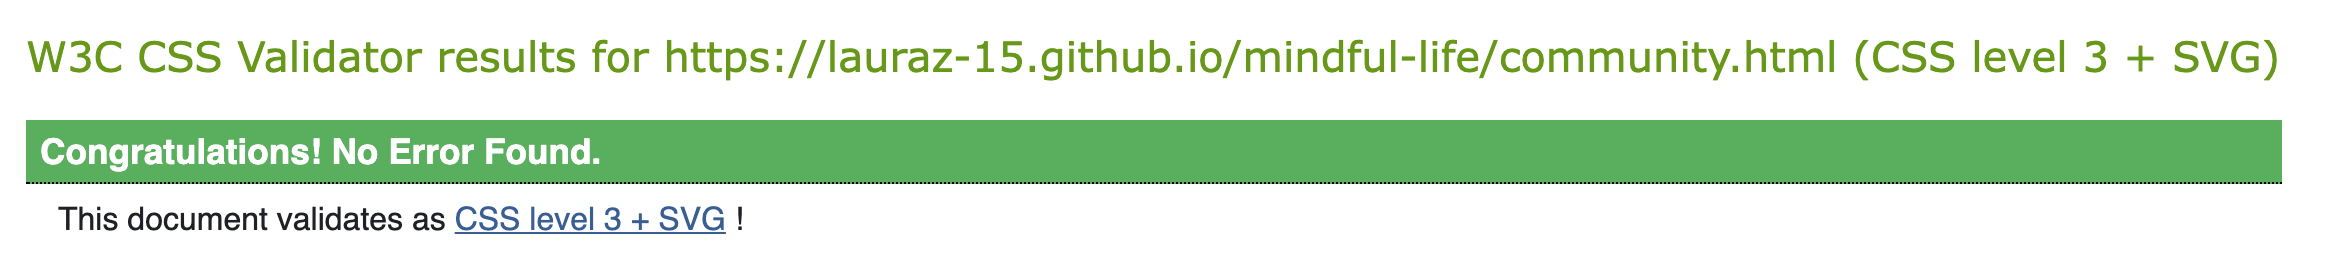 W3C CSS Validator results for https://lauraz-15.github.io/mindful-life/community.html (CSS level 3 + SVG)
Congratulations! No Error Found.
This document validates as CSS level 3 + SVG !